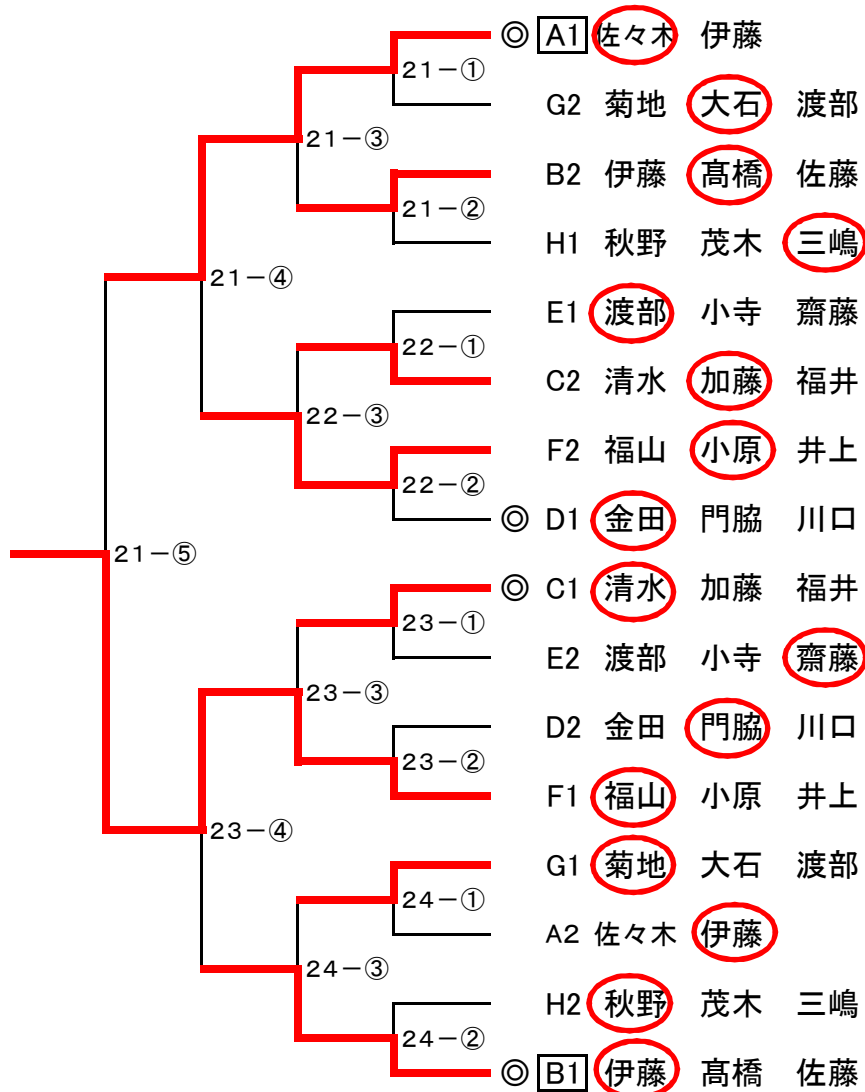 ◎ A1 佐々木 伊藤
21－①
G2 菊地 大石 渡部
21－③
B2 伊藤 髙橋 佐藤
21－②
H1 秋野 茂木 三嶋
21－④
E1 渡部 小寺 齋藤
22－①
C2 清水 加藤 福井
22－③
F2 福山 小原 井上
22－②
◎ D1 金田 門脇 川口
21－⑤
◎ C1 清水 加藤 福井
23－①
E2 渡部 小寺 齋藤
23－③
D2 金田 門脇 川口
23－②
F1 福山 小原 井上
23－④
G1 菊地 大石 渡部
24－①
A2 佐々木 伊藤
24－③
H2 秋野 茂木 三嶋
24－②
◎ B1 伊藤 髙橋 佐藤